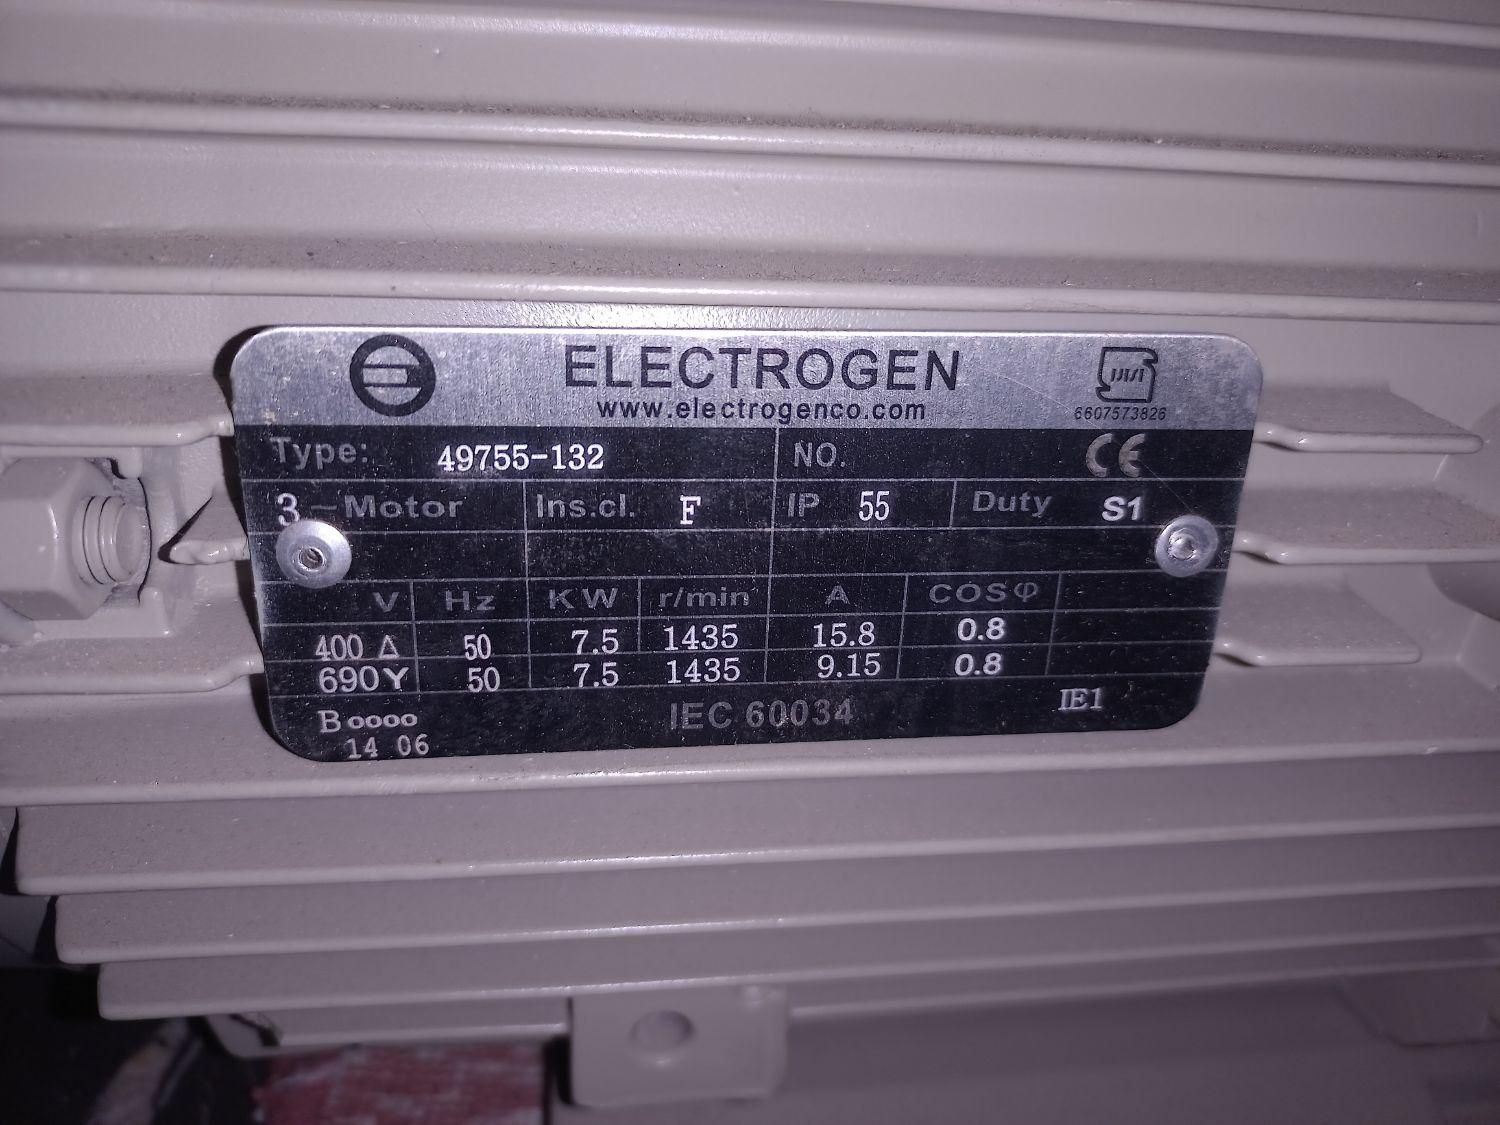 ELECTROGEN
www.electrogenco.com
6607573826
Type: 49755-132 NO. CE
3~Motor Ins.cl. F IP 55 Duty S1
V Hz KW r/min A COSφ
400 Δ 50 7.5 1435 15.8 0.8
690Y 50 7.5 1435 9.15 0.8
B0000 IEC 60034 IE1
14 06